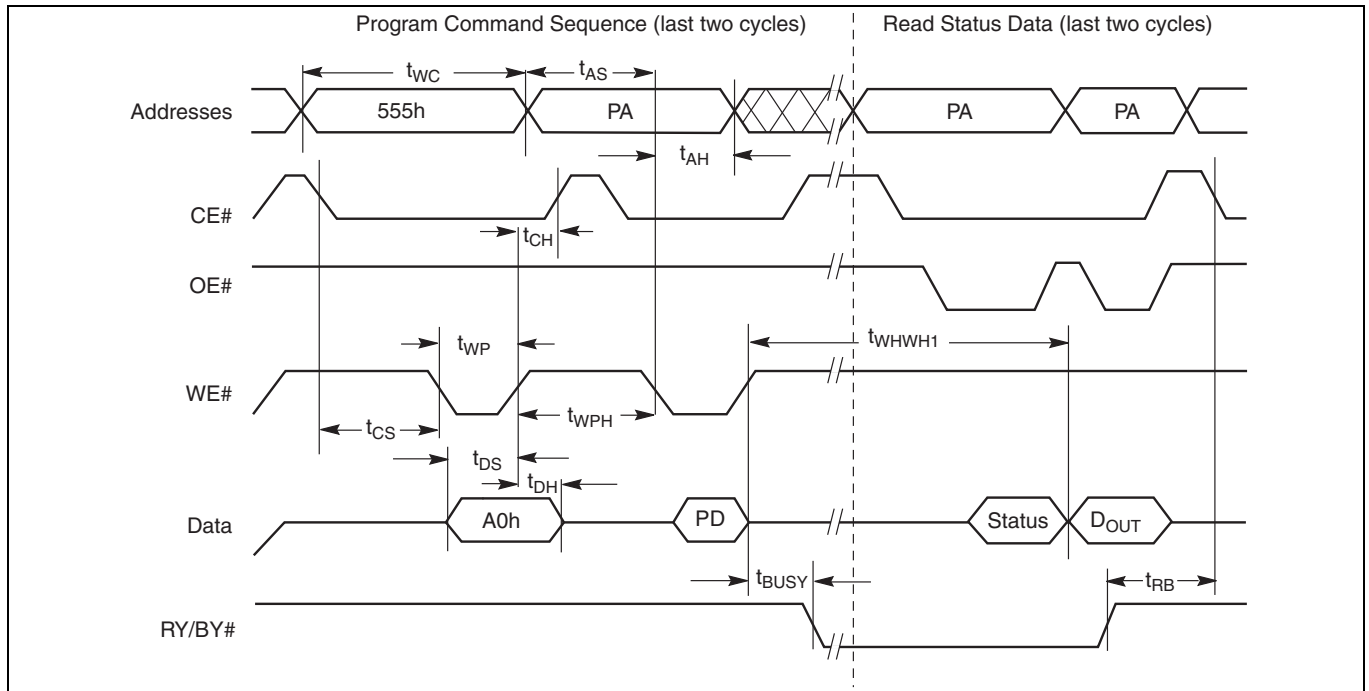 Program Command Sequence (last two cycles) Read Status Data (last two cycles)
tWC tAS
Addresses 555h PA PA PA
tAH
CE#
tCH
OE#
tWP tWHWH1
WE#
tCS tWPH
tDS
tDH
Data A0h PD Status DOUT
tBUSY tRB
RY/BY#